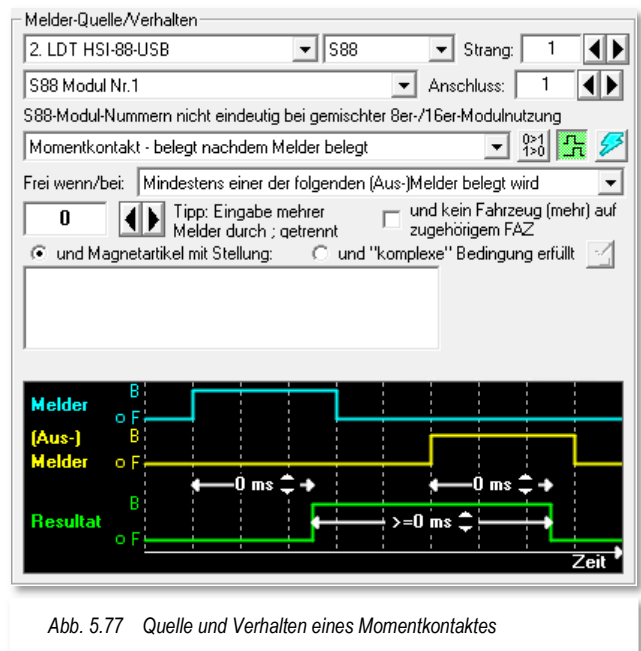 Melder-Quelle/Verhalten
2. LDT HSI-88-USB S88 Strang: 1
S88 Modul Nr.1 Anschluss: 1
S88-Modul-Nummern nicht eindeutig bei gemischter 8er-/16er-Modulnutzung
Momentkontakt - belegt nachdem Melder belegt 0>1
1>0
Frei wenn/bei: Mindestens einer der folgenden (Aus-)Melder belegt wird
0 Tipp: Eingabe mehrer
Melder durch ; getrennt
und kein Fahrzeug (mehr) auf
zugehörigem FAZ
und Magnetartikel mit Stellung: und "komplexe" Bedingung erfüllt
Melder B
o F
(Aus-) B
Melder o F
0 ms 0 ms
B
Resultat >=0 ms
o F
Zeit
Abb. 5.77 Quelle und Verhalten eines Momentkontaktes